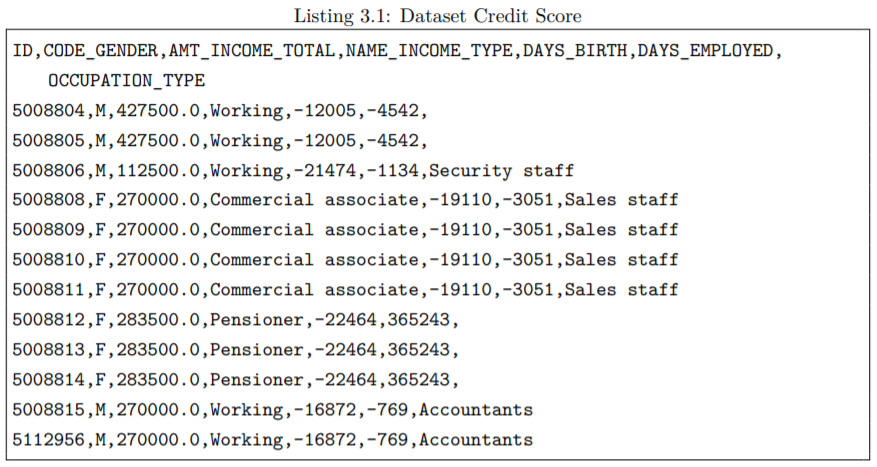 Listing 3.1: Dataset Credit Score
ID,CODE_GENDER,AMT_INCOME_TOTAL,NAME_INCOME_TYPE,DAYS_BIRTH,DAYS_EMPLOYED,
OCCUPATION_TYPE
5008804,M,427500.0,Working,-12005,-4542,
5008805,M,427500.0,Working,-12005,-4542,
5008806,M,112500.0,Working,-21474,-1134,Security staff
5008808,F,270000.0,Commercial associate,-19110,-3051,Sales staff
5008809,F,270000.0,Commercial associate,-19110,-3051,Sales staff
5008810,F,270000.0,Commercial associate,-19110,-3051,Sales staff
5008811,F,270000.0,Commercial associate,-19110,-3051,Sales staff
5008812,F,283500.0,Pensioner,-22464,365243,
5008813,F,283500.0,Pensioner,-22464,365243,
5008814,F,283500.0,Pensioner,-22464,365243,
5008815,M,270000.0,Working,-16872,-769,Accountants
5112956,M,270000.0,Working,-16872,-769,Accountants